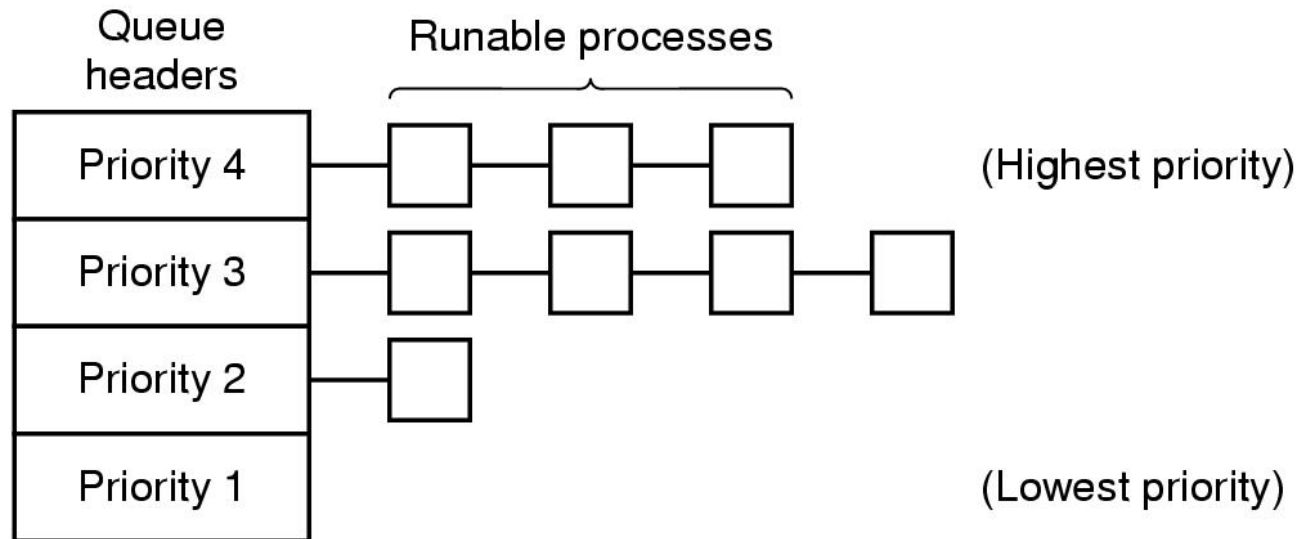 Queue
headers
Runable processes
Priority 4
(Highest priority)
Priority 3
Priority 2
Priority 1
(Lowest priority)